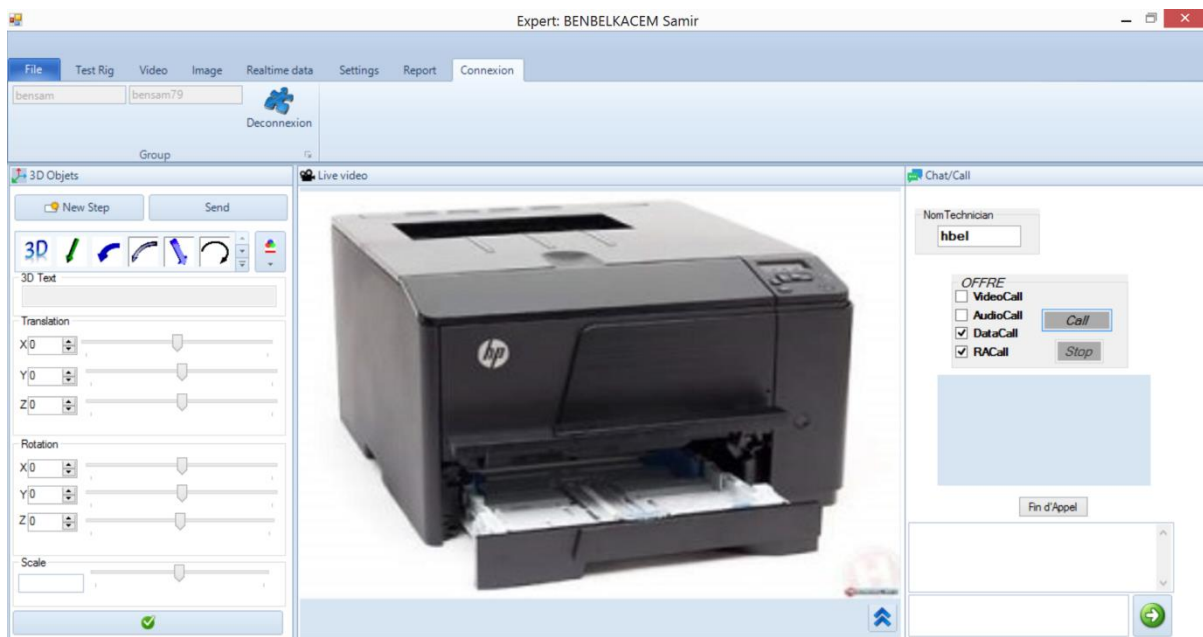 Expert: BENBELKACEM Samir
File Test Rig Video Image Realtime data Settings Report Connexion
bensam bensam79
Deconnexion
Group
3D Objets
New Step Send
3D
3D Text
Translation
X 0
Y 0
Z 0
Rotation
X 0
Y 0
Z 0
Scale
Live video
hp
Chat/Call
NomTechnician
hbel
OFFRE
VideoCall
AudioCall
DataCall
RACall
Call
Stop
Fin d'Appel